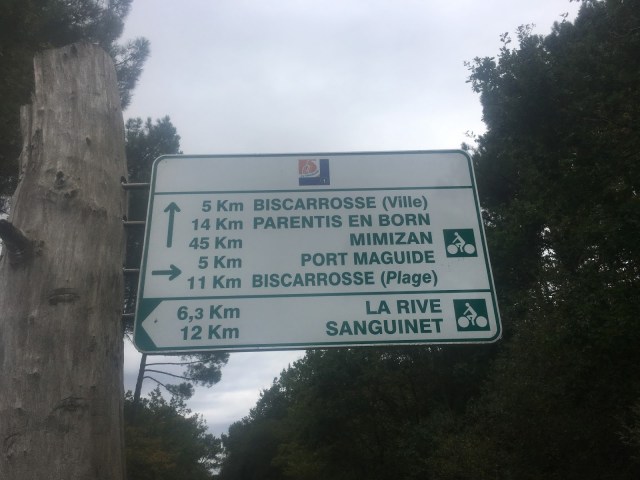 5 Km BISCARROSSE (Ville)
14 Km PARENTIS EN BORN
45 Km MIMIZAN
5 Km PORT MAGUIDE
11 Km BISCARROSSE (Plage)
6,3 Km LA RIVE
12 Km SANGUINET